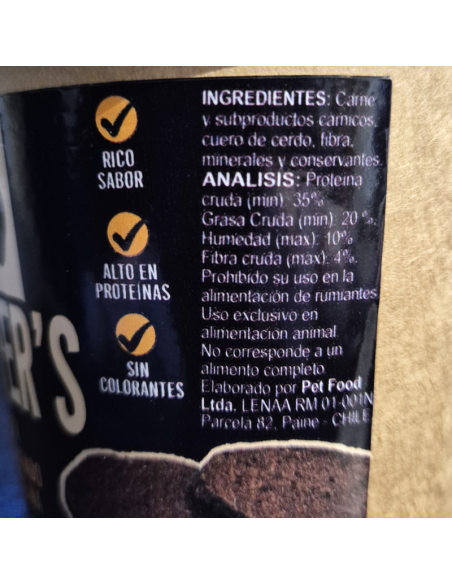 RICO
SABOR
ALTO EN
PROTEÍNAS
SIN
COLORANTES
ER'S
INGREDIENTES: Carne
y subproductos cárnicos,
cuero de cerdo, fibra,
minerales y conservantes.
ANALISIS: Proteína
cruda (min): 35%
Grasa Cruda (min): 20 %.
Humedad (max): 10%
Fibra cruda (max): 4%.
Prohibido su uso en la
alimentación de rumiantes
Uso exclusivo en
alimentación animal.
No corresponde a un
alimento completo.
Elaborado por Pet Food
Ltda. LENAA RM 01-001N
Parcela 82, Paine - CHILE